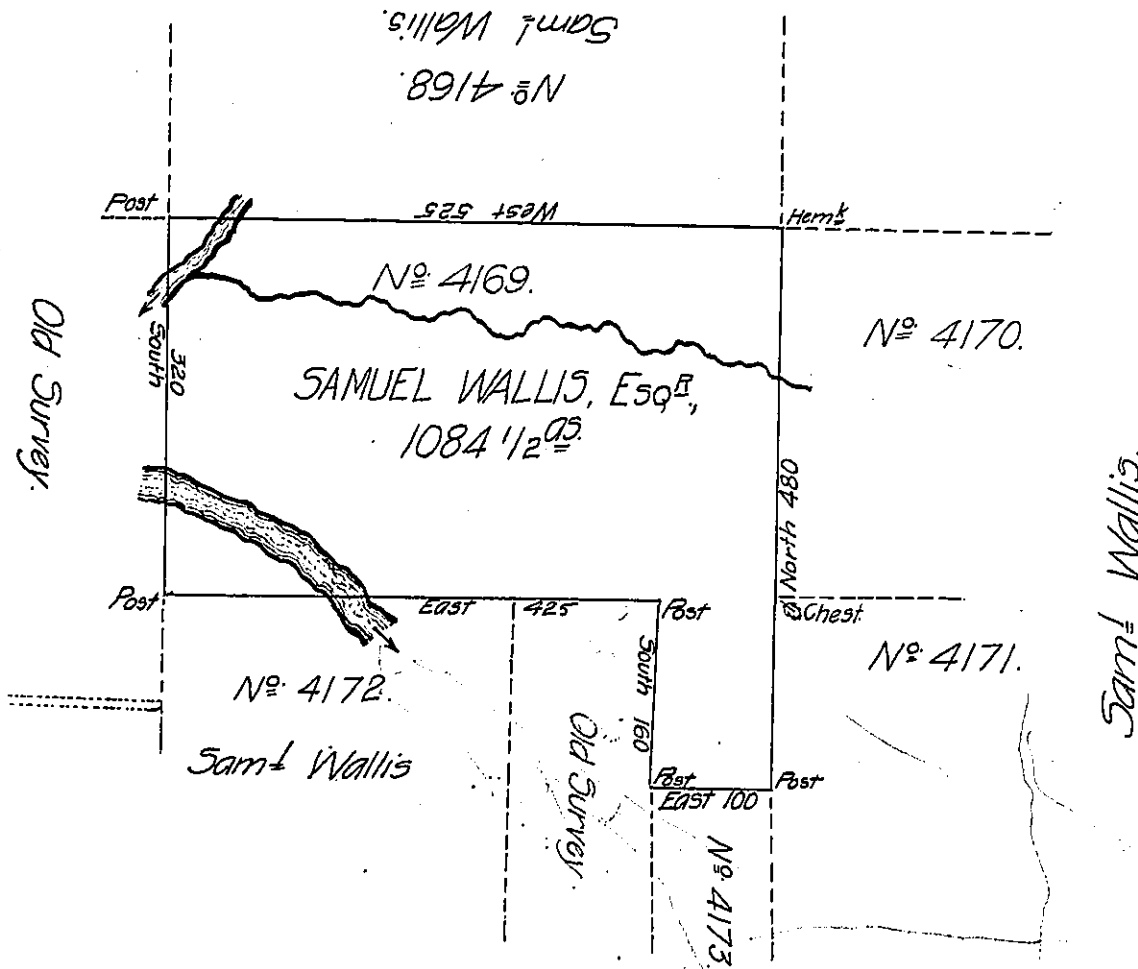 Sam.l Wallis.
No. 4168.
Post
West 525
Hemk
No. 4169.
South
320
Old Survey.
No. 4170.
SAMUEL WALLIS, ESQR.,
1084 1/2 as.
North 480
Sam.l Wallis.
Post
East 425
Post
Chest.
No. 4171.
South 160
No. 4172.
Sam.l Wallis
Old Survey.
Post
East 100
Post
No. 4173